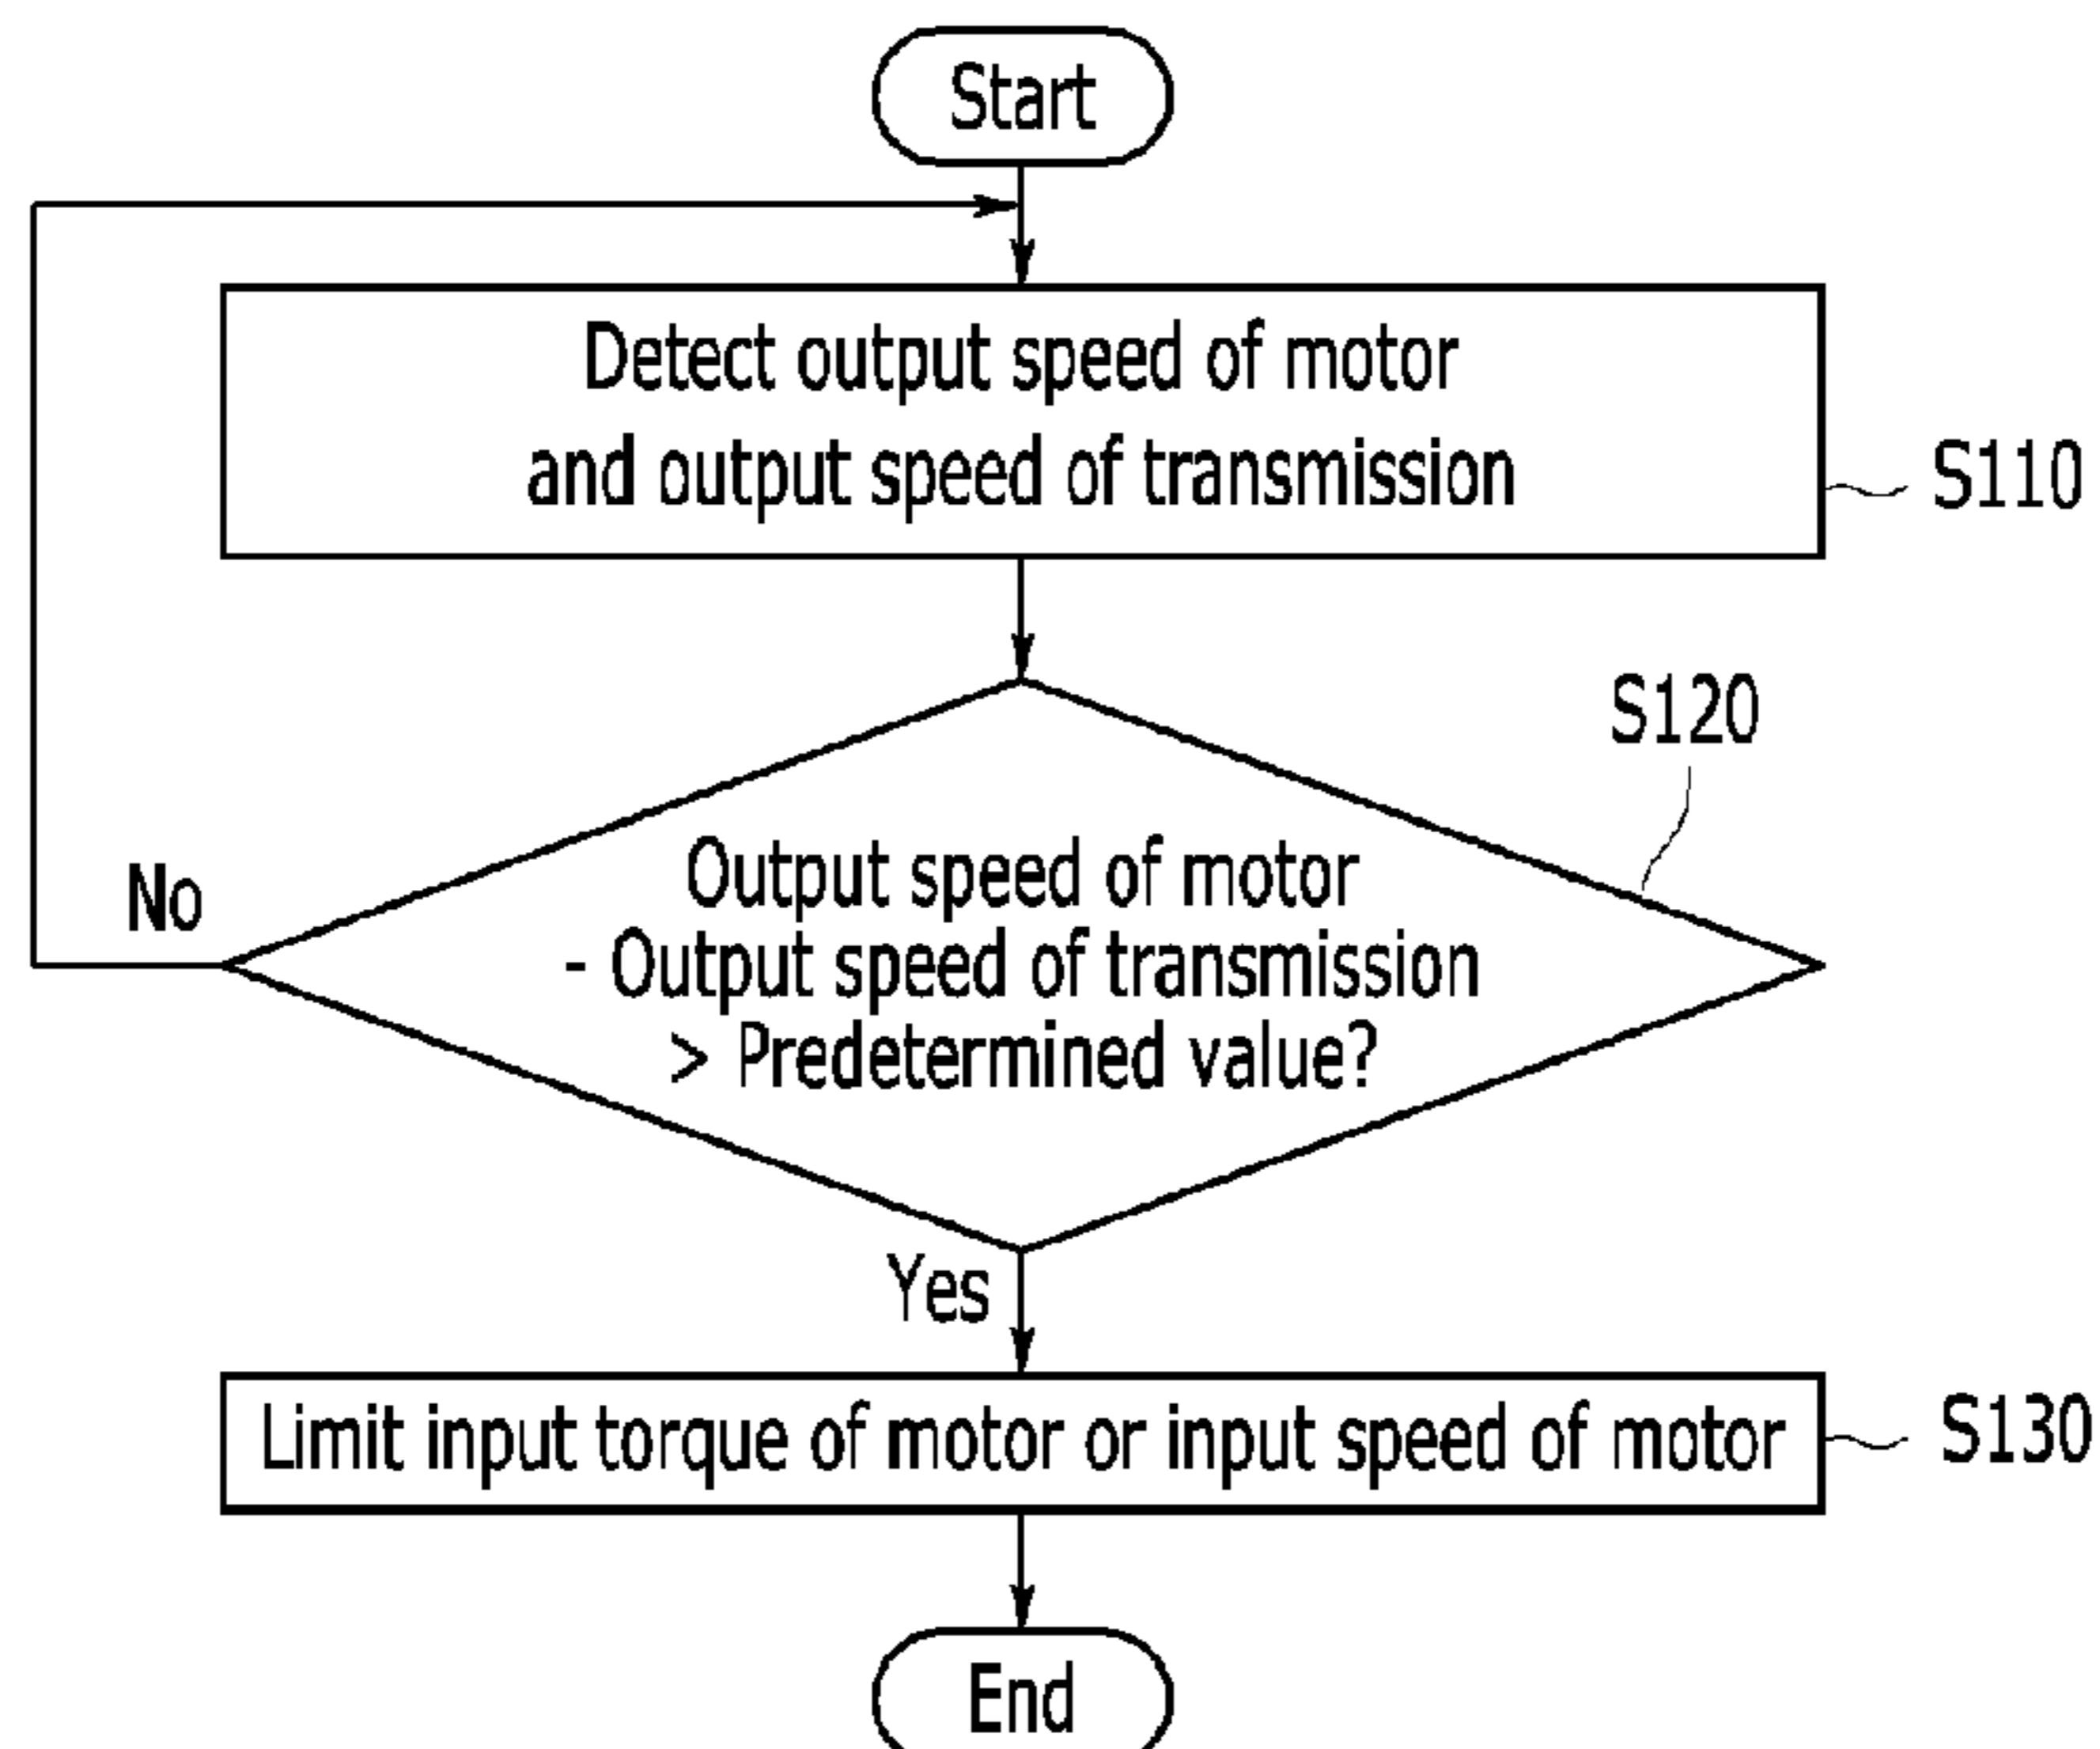 Start
Detect output speed of motor
and output speed of transmission
S110
S120
Output speed of motor
- Output speed of transmission
> Predetermined value?
No
Yes
Limit input torque of motor or input speed of motor
S130
End